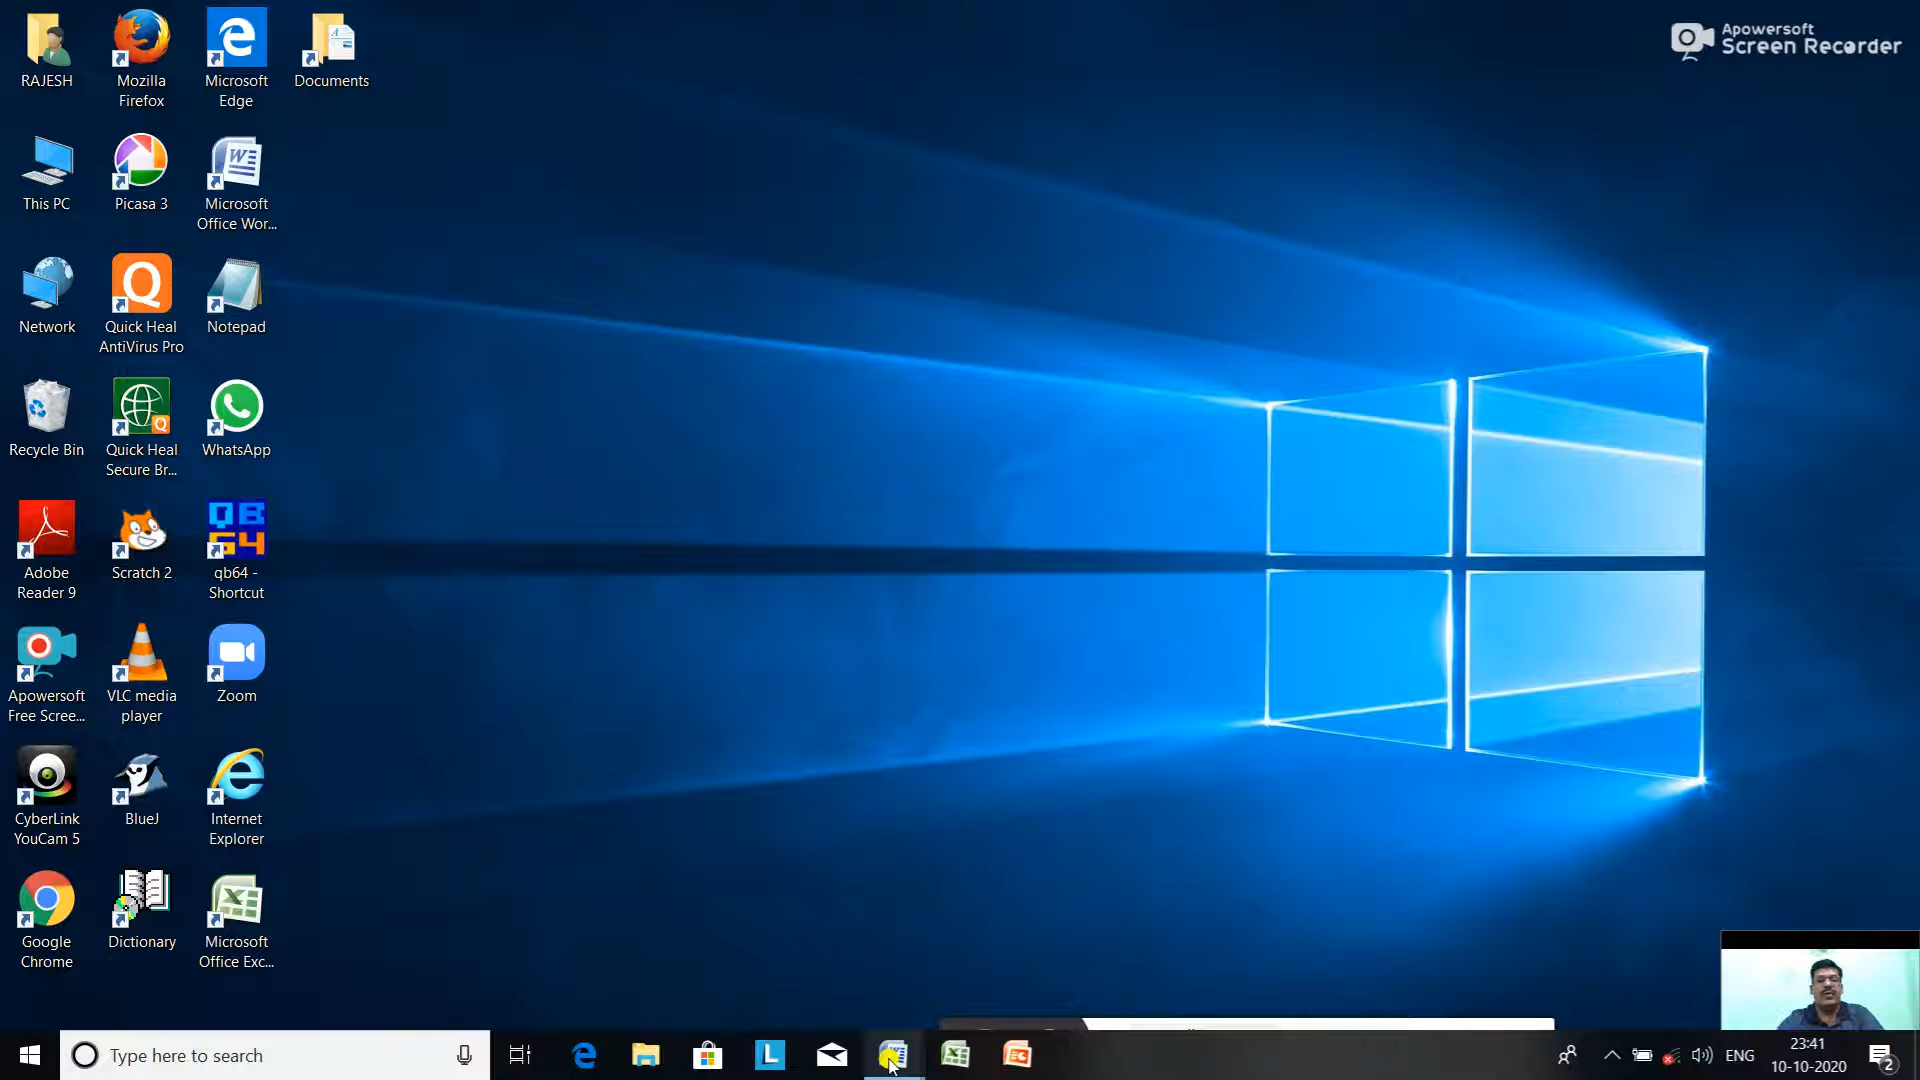 Apowersoft
Screen Recorder
RAJESH
Mozilla
Firefox
Microsoft
Edge
Documents
This PC
Picasa 3
Microsoft
Office Wor...
Network
Quick Heal
AntiVirus Pro
Notepad
Recycle Bin
Quick Heal
Secure Br...
WhatsApp
QB
64
Adobe
Reader 9
Scratch 2
qb64 -
Shortcut
Apowersoft
Free Scree...
VLC media
player
Zoom
CyberLink
YouCam 5
BlueJ
Internet
Explorer
Google
Chrome
Dictionary
Microsoft
Office Exc...
Type here to search
ENG
23:41
10-10-2020
2